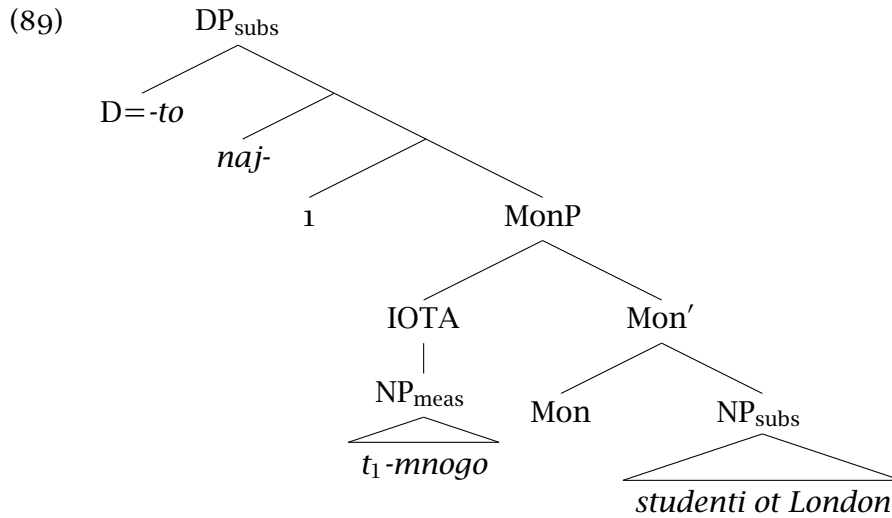 (89)
DPsubs
D=-to
naj-
1
MonP
IOTA
Mon′
NPmeas
Mon
NPsubs
t1-mnogo
studenti ot London